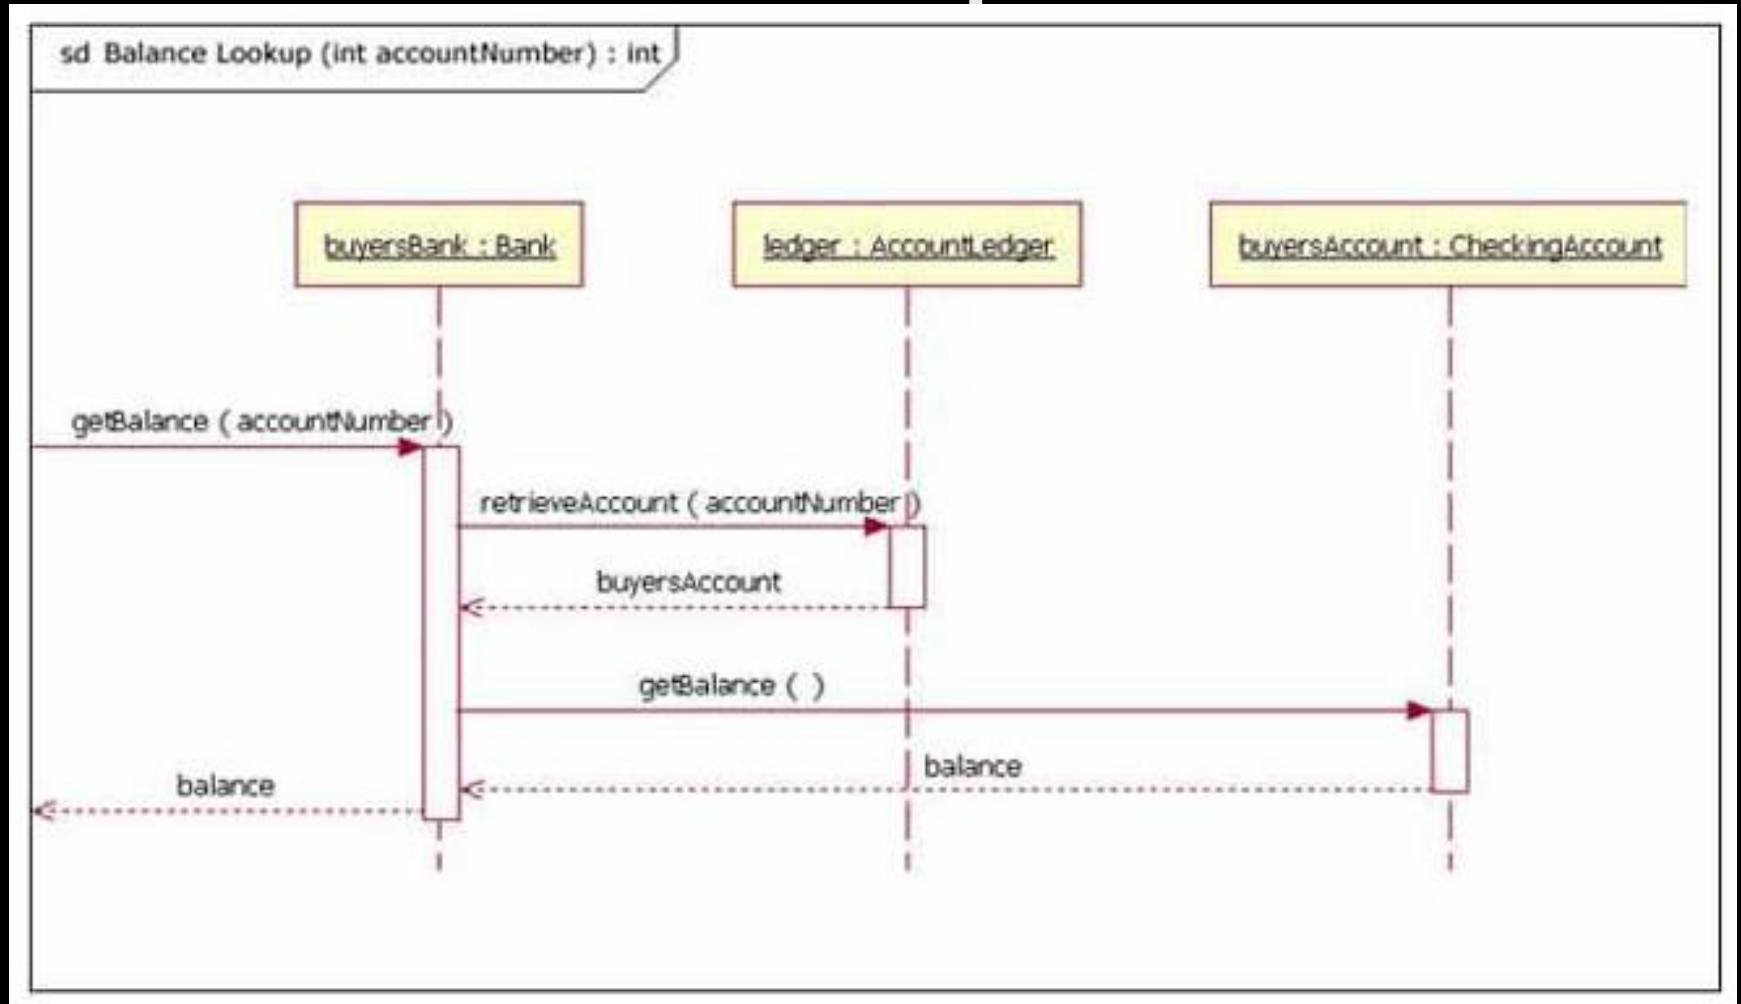 sd Balance Lookup (int accountNumber) : int
buyersBank : Bank
ledger : AccountLedger
buyersAccount : CheckingAccount
getBalance ( accountNumber )
retrieveAccount ( accountNumber )
buyersAccount
getBalance ( )
balance
balance